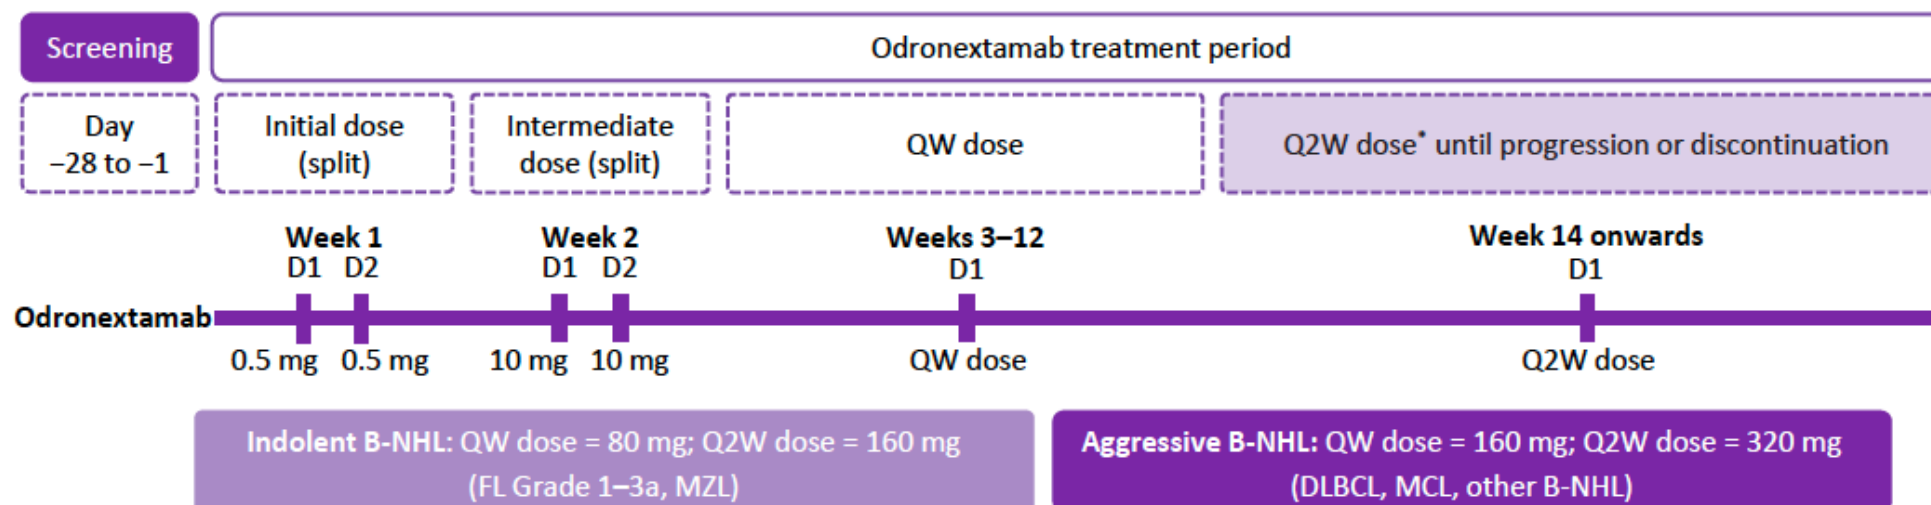 Screening
Odronextamab treatment period
Day
−28 to −1
Initial dose
(split)
Intermediate
dose (split)
QW dose
Q2W dose* until progression or discontinuation
Week 1
D1 D2
Week 2
D1 D2
Weeks 3–12
D1
Week 14 onwards
D1
Odronextamab
0.5 mg 0.5 mg
10 mg 10 mg
QW dose
Q2W dose
Indolent B-NHL: QW dose = 80 mg; Q2W dose = 160 mg
(FL Grade 1–3a, MZL)
Aggressive B-NHL: QW dose = 160 mg; Q2W dose = 320 mg
(DLBCL, MCL, other B-NHL)